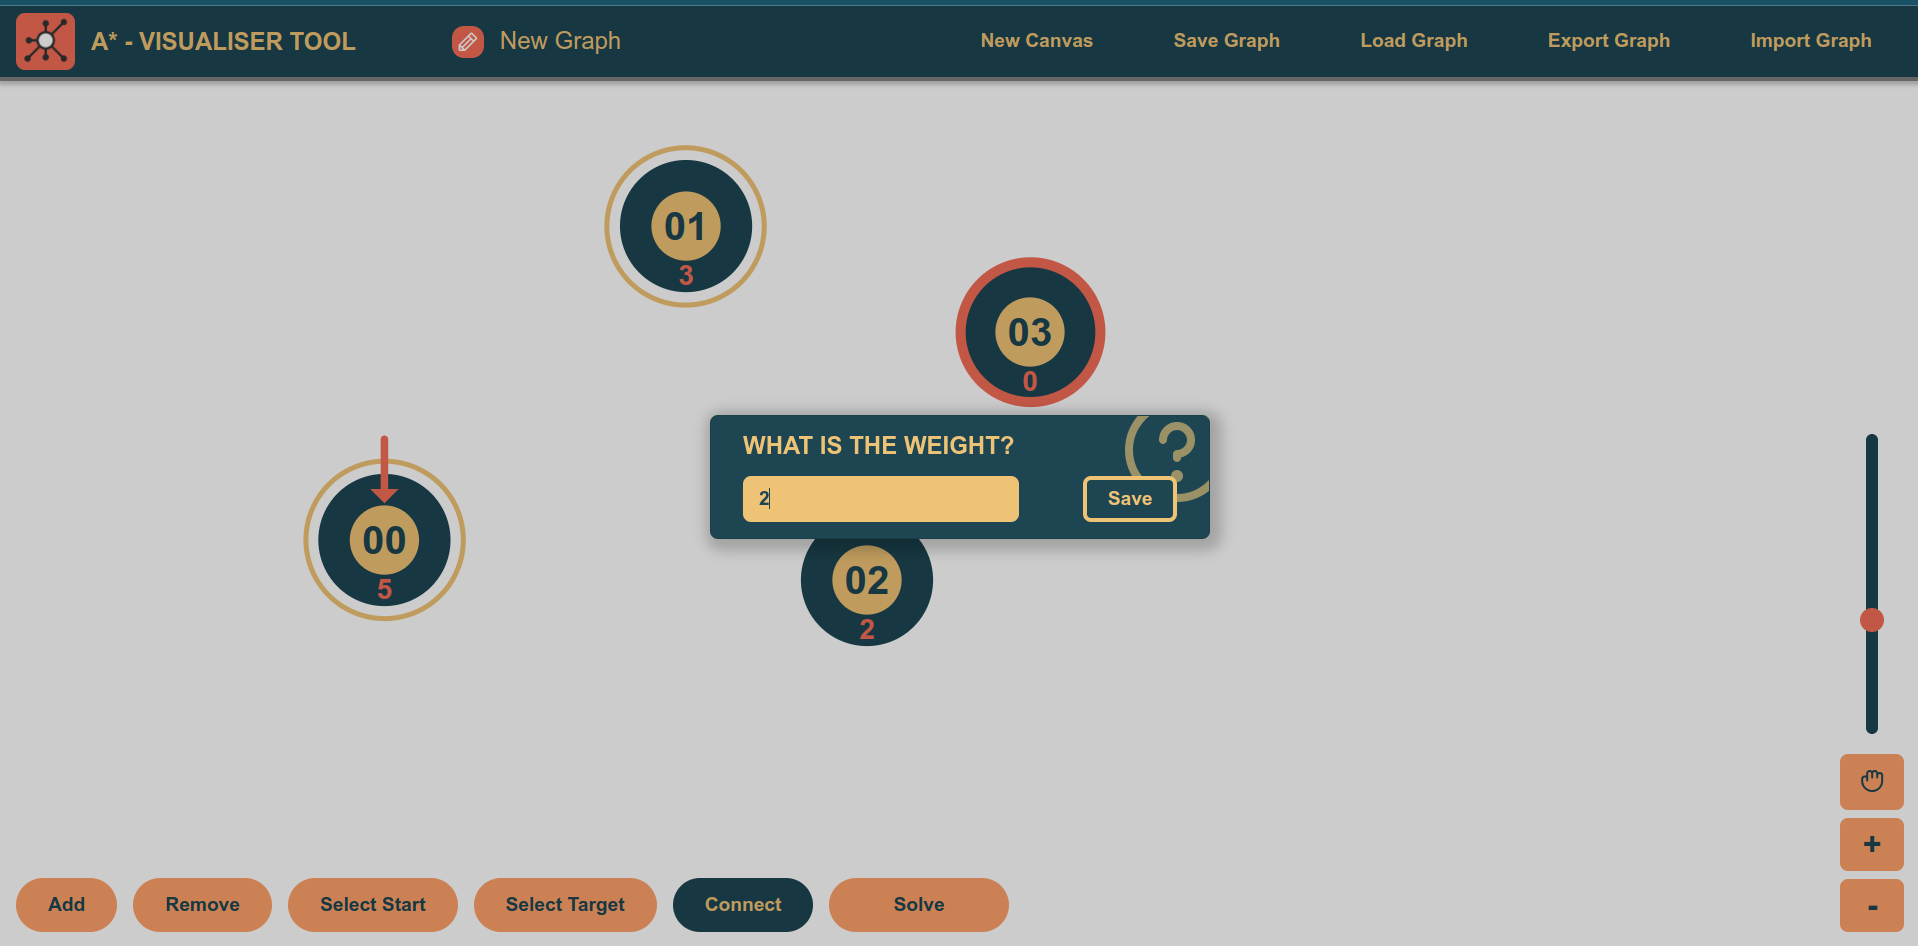 A* - VISUALISER TOOL
New Graph
New Canvas
Save Graph
Load Graph
Export Graph
Import Graph
01
3
03
0
WHAT IS THE WEIGHT?
?
2
Save
00
5
02
2
+
-
Add
Remove
Select Start
Select Target
Connect
Solve